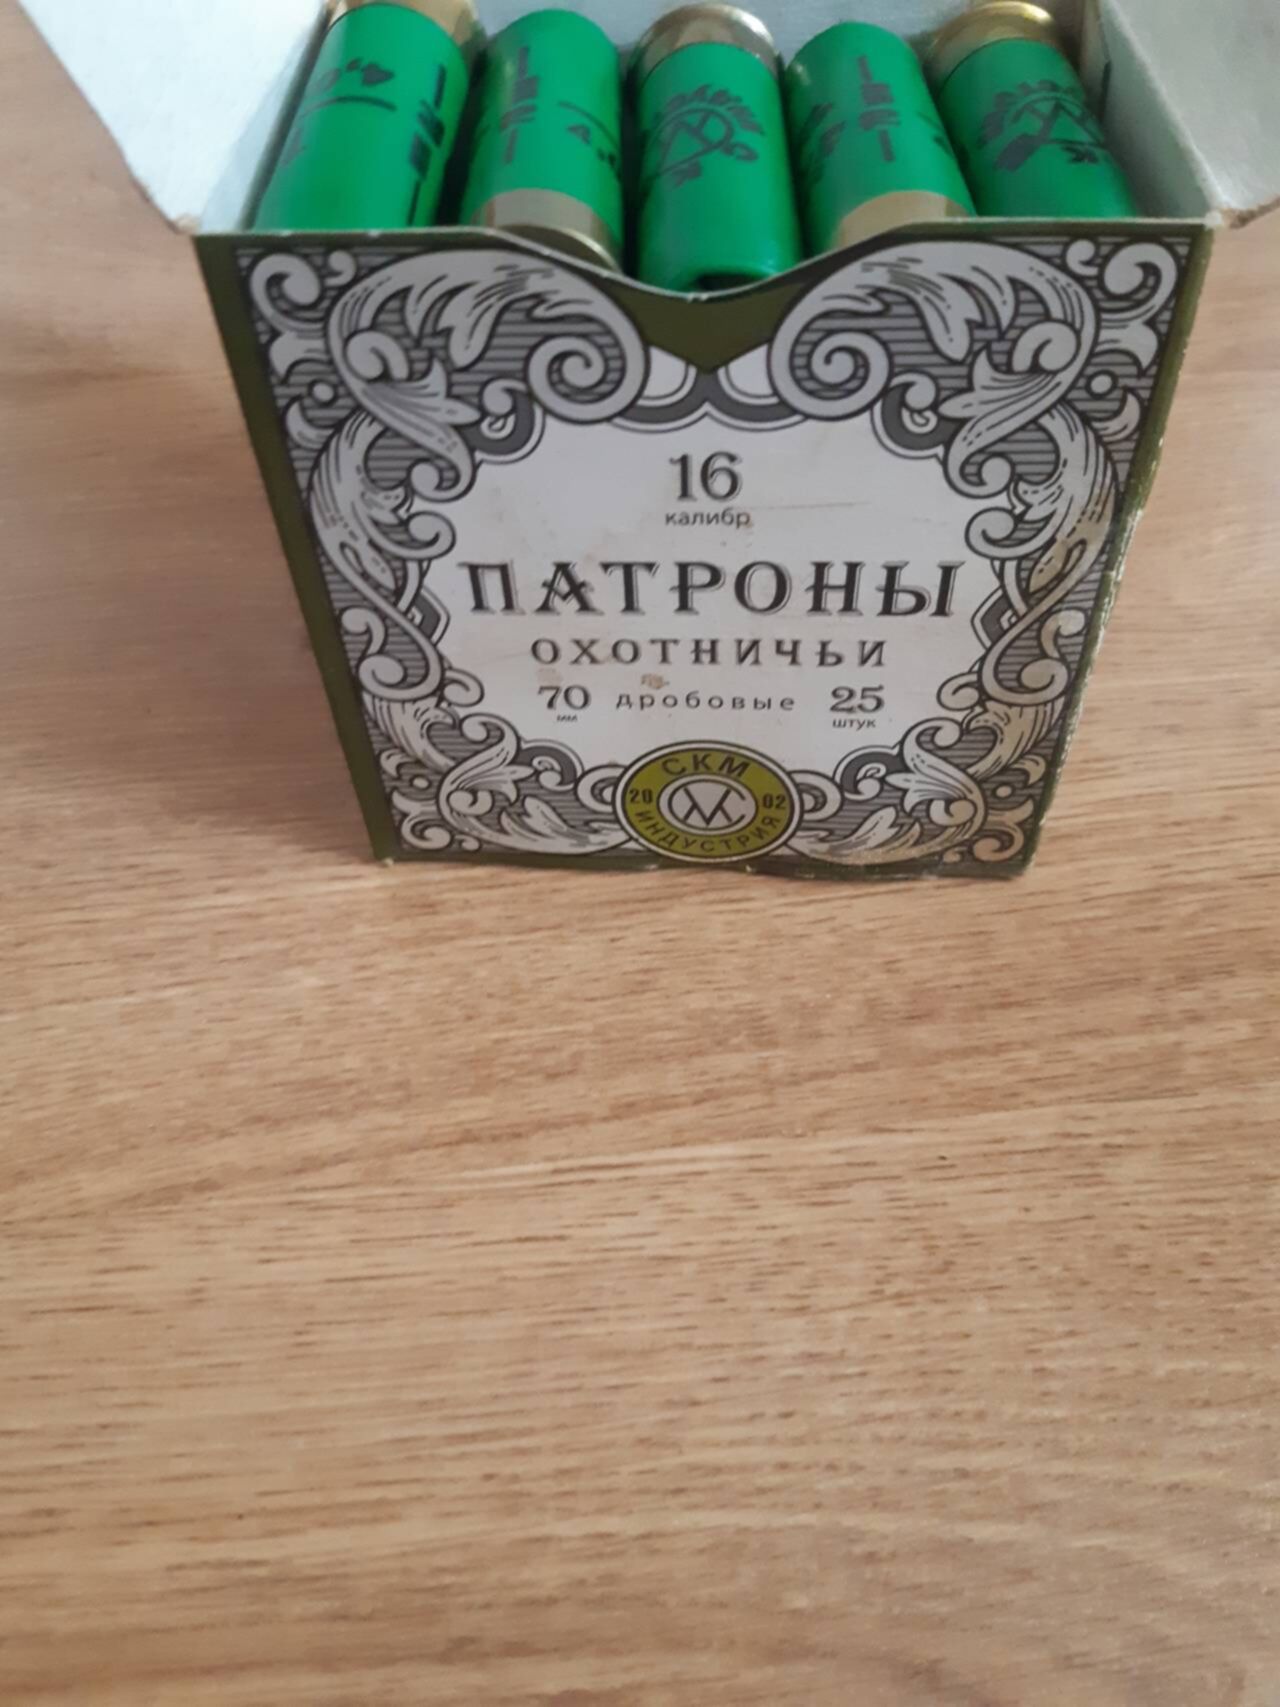 16
калибр
ПАТРОНЫ
ОХОТНИЧЬИ
70 дробовые 25
мм штук
СКМ
20 02
ИНДУСТРИЯ